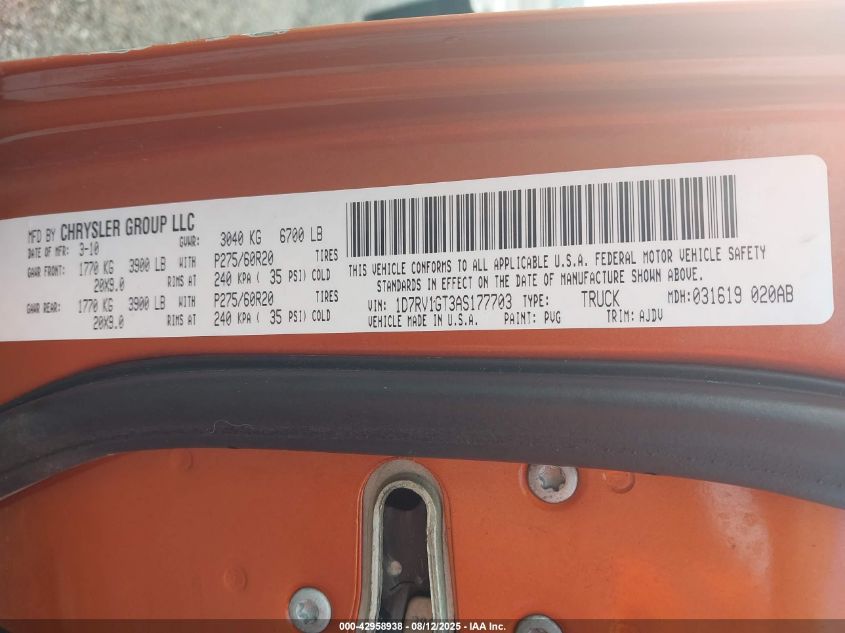 MFD BY CHRYSLER GROUP LLC
DATE OF MFR: 3-10 GVWR: 3040 KG 6700 LB
GAWR FRONT: 1770 KG 3900 LB WITH P275/60R20 TIRES
20X9.0 RIMS AT 240 KPA ( 35 PSI) COLD
GAWR REAR: 1770 KG 3900 LB WITH P275/60R20 TIRES
20X9.0 RIMS AT 240 KPA ( 35 PSI) COLD
THIS VEHICLE CONFORMS TO ALL APPLICABLE U.S.A. FEDERAL MOTOR VEHICLE SAFETY
STANDARDS IN EFFECT ON THE DATE OF MANUFACTURE SHOWN ABOVE.
VIN: 1D7RV1GT3AS177703 TYPE: TRUCK MDH: 031619 020AB
VEHICLE MADE IN U.S.A. PAINT: PVG TRIM: AJDV
000-42958938 - 08/12/2025 - IAA Inc.